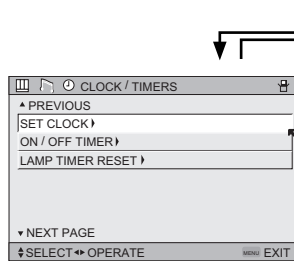 CLOCK / TIMERS
PREVIOUS
SET CLOCK
ON / OFF TIMER
LAMP TIMER RESET
NEXT PAGE
SELECT OPERATE MENU EXIT